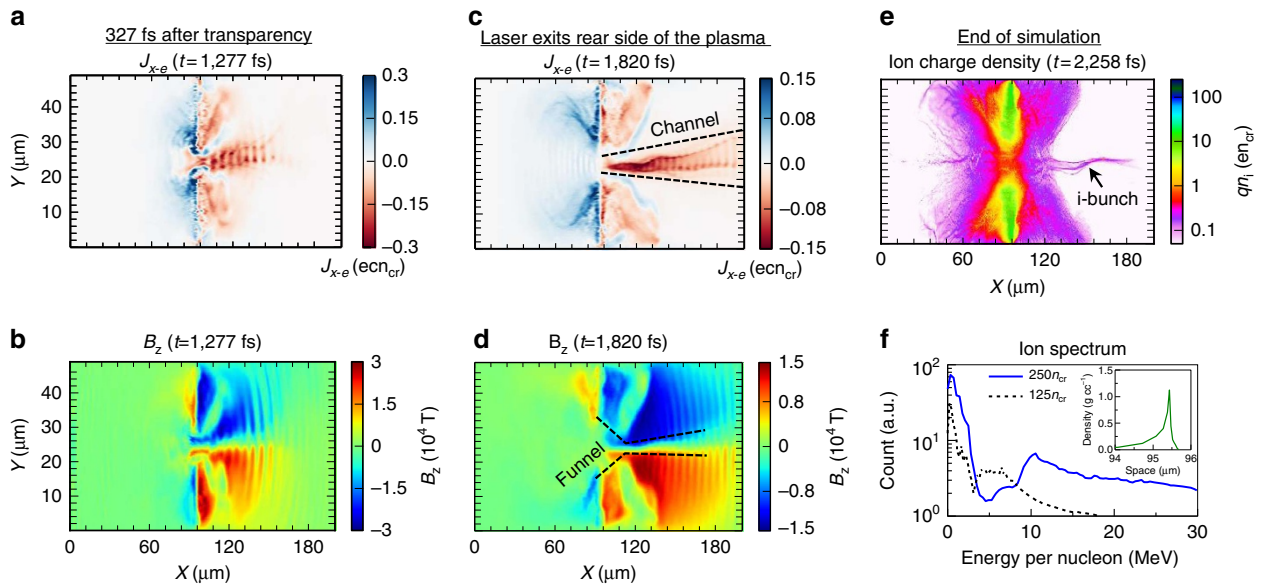 a
327 fs after transparency
J_{x-e} (t=1,277 fs)
Y (μm)
40
30
20
10
0.3
0.15
0.0
−0.15
−0.3
J_{x-e} (ecn_{cr})
c
Laser exits rear side of the plasma
J_{x-e} (t=1,820 fs)
Channel
0.15
0.08
0.0
−0.08
−0.15
J_{x-e} (ecn_{cr})
e
End of simulation
Ion charge density (t=2,258 fs)
i-bunch
100
10
1
0.1
qn_i (en_{cr})
0 60 120 180
X (μm)
b
B_z (t=1,277 fs)
Y (μm)
40
30
20
10
0 60 120 180
X (μm)
3
1.5
0
−1.5
−3
B_z (10^4 T)
d
B_z (t=1,820 fs)
Funnel
0 60 120 180
X (μm)
1.5
0.8
0
−0.8
−1.5
B_z (10^4 T)
f
Ion spectrum
Count (a.u.)
10^2
10^1
10^0
250n_{cr}
125n_{cr}
Density (g cc^{−1})
1.5
1.0
0.5
0.0
94 95 96
Space (μm)
0 5 10 15 20 25 30
Energy per nucleon (MeV)